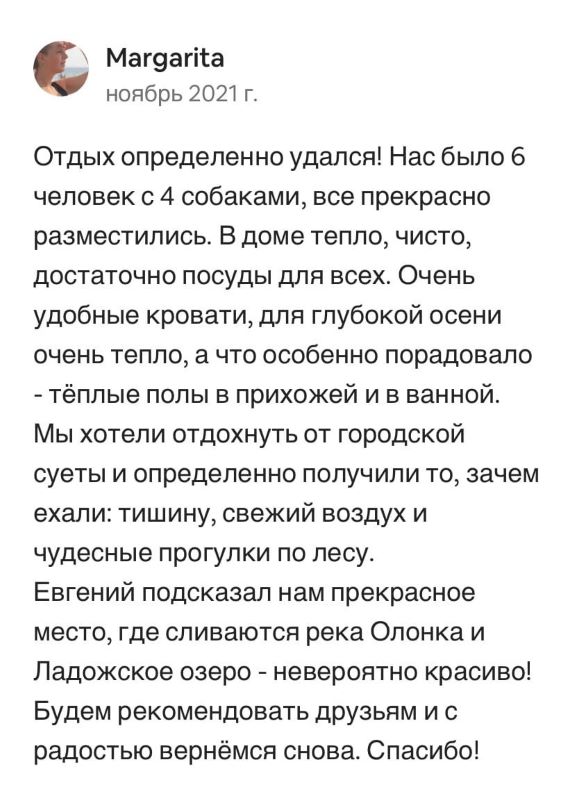 Margarita
ноябрь 2021 г.
Отдых определенно удался! Нас было 6
человек с 4 собаками, все прекрасно
разместились. В доме тепло, чисто,
достаточно посуды для всех. Очень
удобные кровати, для глубокой осени
очень тепло, а что особенно порадовало
- тёплые полы в прихожей и в ванной.
Мы хотели отдохнуть от городской
суеты и определенно получили то, зачем
ехали: тишину, свежий воздух и
чудесные прогулки по лесу.
Евгений подсказал нам прекрасное
место, где сливаются река Олонка и
Ладожское озеро - невероятно красиво!
Будем рекомендовать друзьям и с
радостью вернёмся снова. Спасибо!